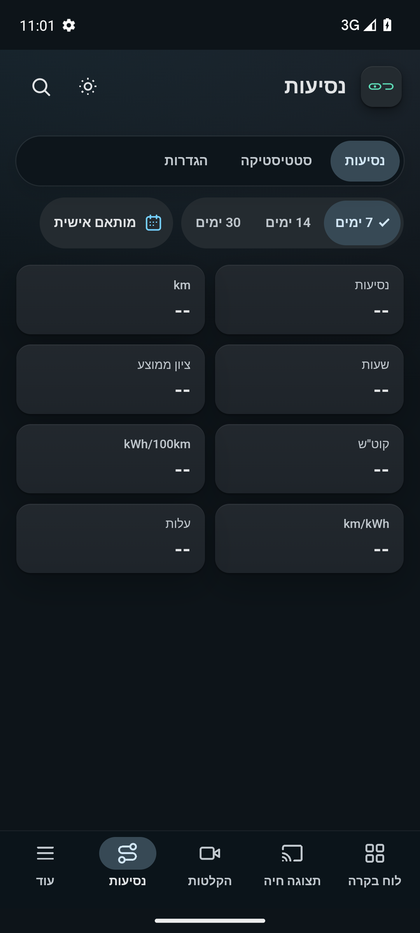 11:01 3G
נסיעות
נסיעות סטטיסטיקה הגדרות
7 ימים 14 ימים 30 ימים מותאם אישית
נסיעות km
-- --
שעות ציון ממוצע
-- --
קוט"ש kWh/100km
-- --
km/kWh עלות
-- --
לוח בקרה תצוגה חיה הקלטות נסיעות עוד